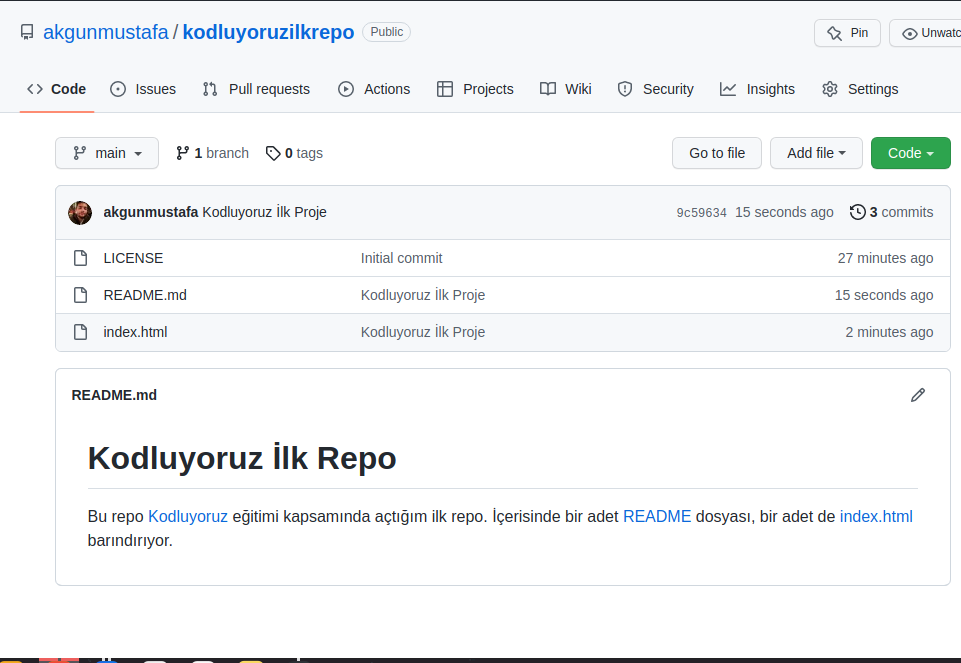 akgunmustafa / kodluyoruzilkrepo Public Pin Unwatc
Code Issues Pull requests Actions Projects Wiki Security Insights Settings
main 1 branch 0 tags Go to file Add file Code
akgunmustafa Kodluyoruz İlk Proje 9c59634 15 seconds ago 3 commits
LICENSE Initial commit 27 minutes ago
README.md Kodluyoruz İlk Proje 15 seconds ago
index.html Kodluyoruz İlk Proje 2 minutes ago
README.md
Kodluyoruz İlk Repo
Bu repo Kodluyoruz eğitimi kapsamında açtığım ilk repo. İçerisinde bir adet README dosyası, bir adet de index.html
barındırıyor.